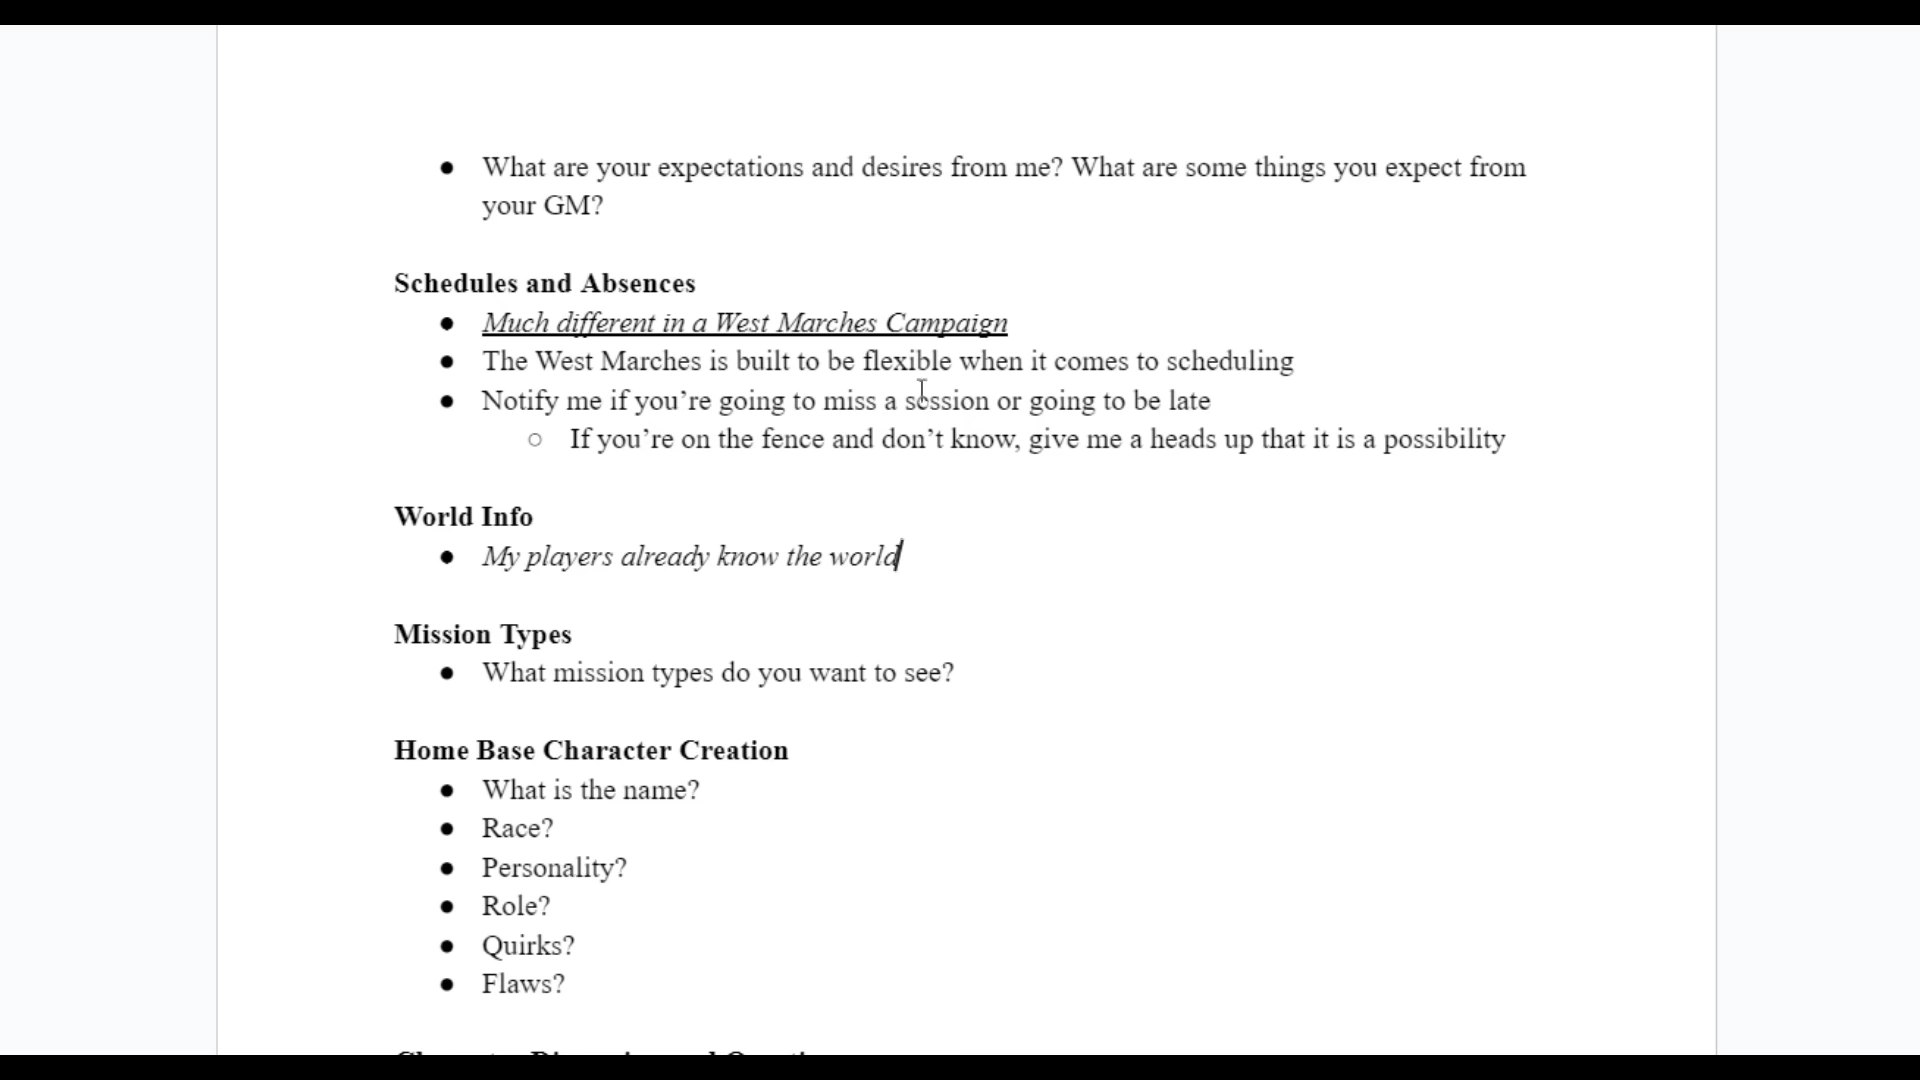 ● What are your expectations and desires from me? What are some things you expect from
your GM?
Schedules and Absences
● Much different in a West Marches Campaign
● The West Marches is built to be flexible when it comes to scheduling
● Notify me if you’re going to miss a session or going to be late
○ If you’re on the fence and don’t know, give me a heads up that it is a possibility
World Info
● My players already know the world
Mission Types
● What mission types do you want to see?
Home Base Character Creation
● What is the name?
● Race?
● Personality?
● Role?
● Quirks?
● Flaws?